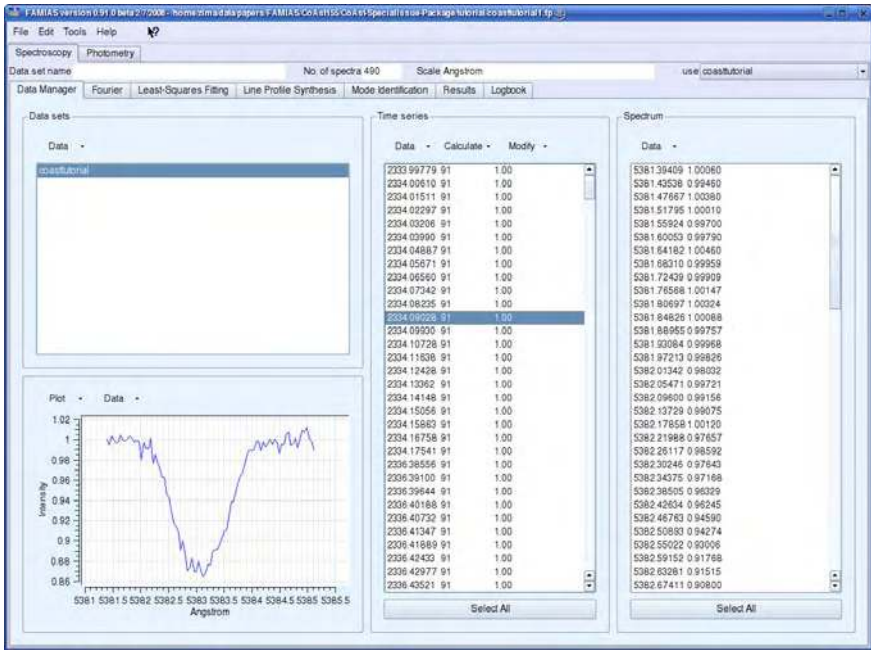 FAMIAS version 0.91.0 beta 2/7/2008 - home/zima/data/papers/FAMIAS/CoAst155/CoAst-SpecialIssue-Package/tutorial/coasttutorial1.fp
File Edit Tools Help
Spectroscopy Photometry
Data set name No. of spectra 490 Scale Angstrom use coasttutorial
Data Manager Fourier Least-Squares Fitting Line Profile Synthesis Mode Identification Results Logbook
Data sets
Data
coasttutorial
Plot Data
1.02
1
0.98
0.96
0.94
0.92
0.9
0.88
0.86
Intensity
5381 5381.5 5382 5382.5 5383 5383.5 5384 5384.5 5385 5385.5
Angstrom
Time series
Data Calculate Modify
2333.99779 91 1.00
2334.00610 91 1.00
2334.01511 91 1.00
2334.02297 91 1.00
2334.03206 91 1.00
2334.03990 91 1.00
2334.04887 91 1.00
2334.05671 91 1.00
2334.06560 91 1.00
2334.07342 91 1.00
2334.08235 91 1.00
2334.09028 91 1.00
2334.09930 91 1.00
2334.10728 91 1.00
2334.11638 91 1.00
2334.12428 91 1.00
2334.13362 91 1.00
2334.14148 91 1.00
2334.15056 91 1.00
2334.15863 91 1.00
2334.16758 91 1.00
2334.17541 91 1.00
2336.38556 91 1.00
2336.39100 91 1.00
2336.39644 91 1.00
2336.40188 91 1.00
2336.40732 91 1.00
2336.41347 91 1.00
2336.41889 91 1.00
2336.42433 91 1.00
2336.42977 91 1.00
2336.43521 91 1.00
Select All
Spectrum
Data
5381.39409 1.00060
5381.43538 0.99460
5381.47667 1.00380
5381.51795 1.00010
5381.55924 0.99700
5381.60053 0.99790
5381.64182 1.00460
5381.68310 0.99959
5381.72439 0.99909
5381.76568 1.00147
5381.80697 1.00324
5381.84826 1.00088
5381.88955 0.99757
5381.93084 0.99968
5381.97213 0.99826
5382.01342 0.98032
5382.05471 0.99721
5382.09600 0.99156
5382.13729 0.99075
5382.17858 1.00120
5382.21988 0.97657
5382.26117 0.98592
5382.30246 0.97643
5382.34375 0.97168
5382.38505 0.96329
5382.42634 0.96245
5382.46763 0.94590
5382.50893 0.94274
5382.55022 0.93006
5382.59152 0.91768
5382.63281 0.91515
5382.67411 0.90800
Select All